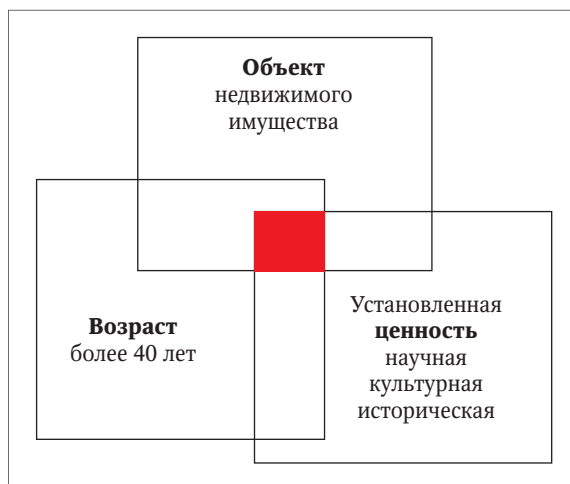 Объект
недвижимого
имущества
Возраст
более 40 лет
Установленная
ценность
научная
культурная
историческая